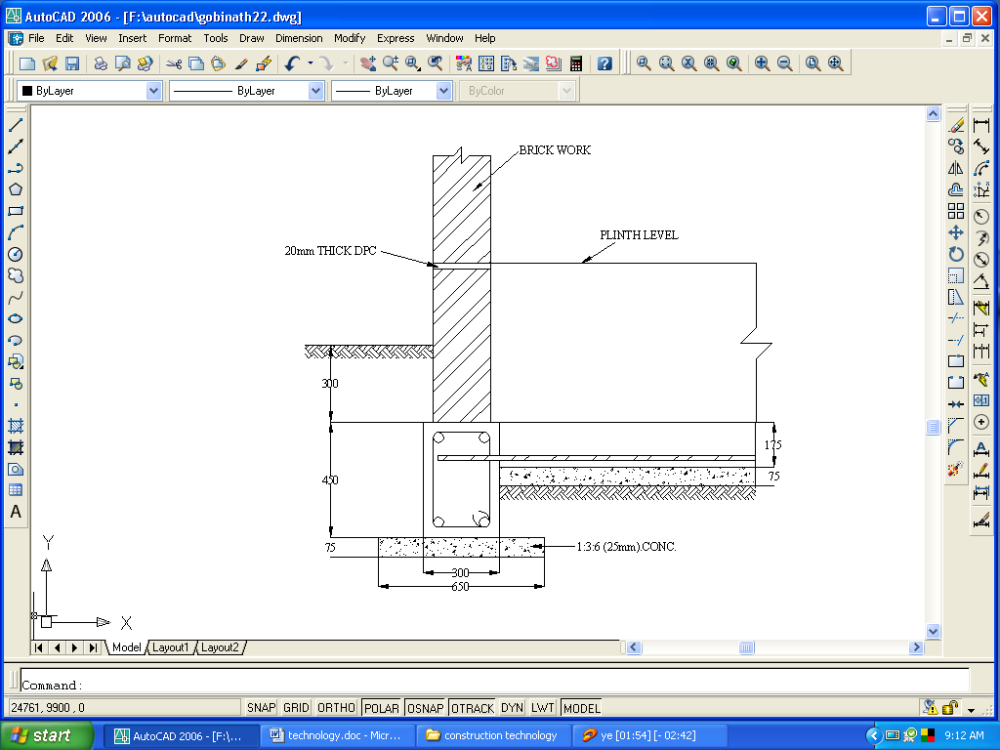 AutoCAD 2006 - [F:\autocad\gobinath22.dwg]
File Edit View Insert Format Tools Draw Dimension Modify Express Window Help
ByLayer ByLayer ByLayer ByColor
BRICK WORK
PLINTH LEVEL
20mm THICK DPC
300
175
450
75
75
1:3:6 (25mm).CONC.
300
650
Y
X
A
Model Layout1 Layout2
Command:
24761, 9900 , 0 SNAP GRID ORTHO POLAR OSNAP OTRACK DYN LWT MODEL
start AutoCAD 2006 - [F:\... technology.doc - Micr... construction technology ye [01:54] [- 02:42] 9:12 AM